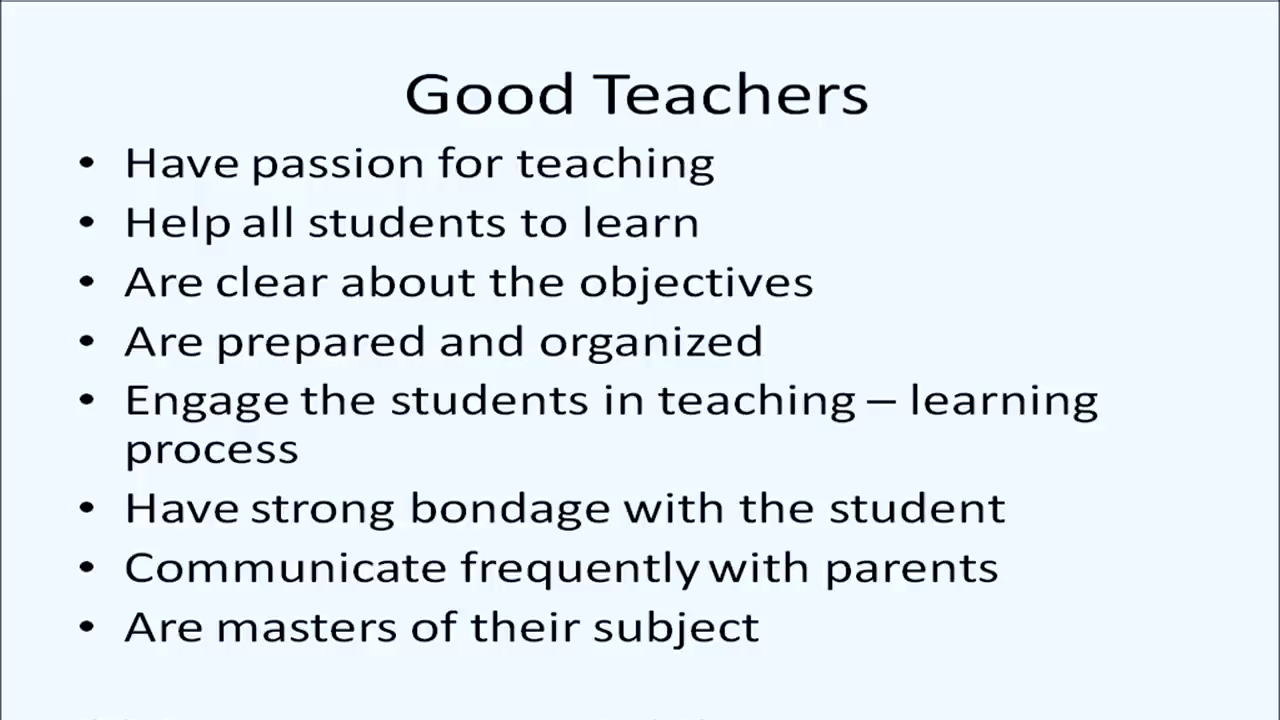 Good Teachers
• Have passion for teaching
• Help all students to learn
• Are clear about the objectives
• Are prepared and organized
• Engage the students in teaching – learning
process
• Have strong bondage with the student
• Communicate frequently with parents
• Are masters of their subject